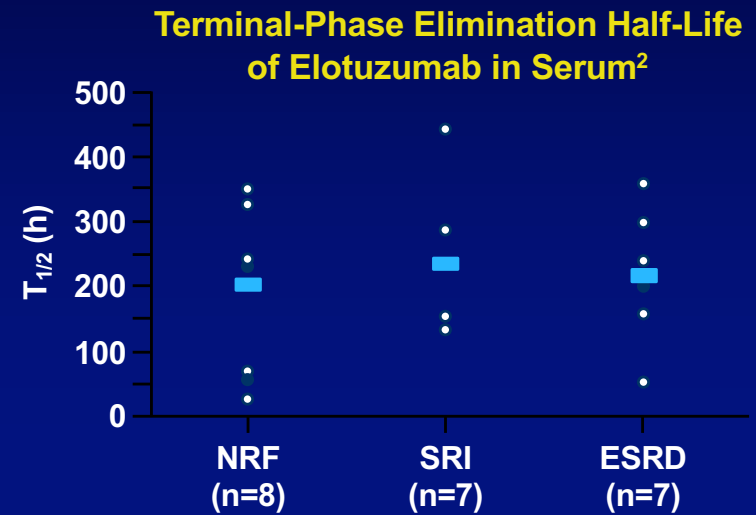 Terminal-Phase Elimination Half-Life
of Elotuzumab in Serum²
500
400
300
200
100
0
T1/2 (h)
NRF
(n=8)
SRI
(n=7)
ESRD
(n=7)